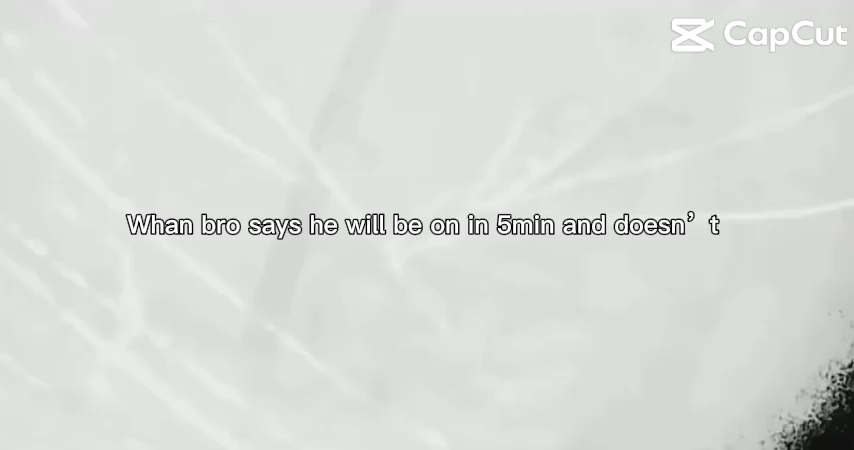 CapCut
Whan bro says he will be on in 5min and doesn’t